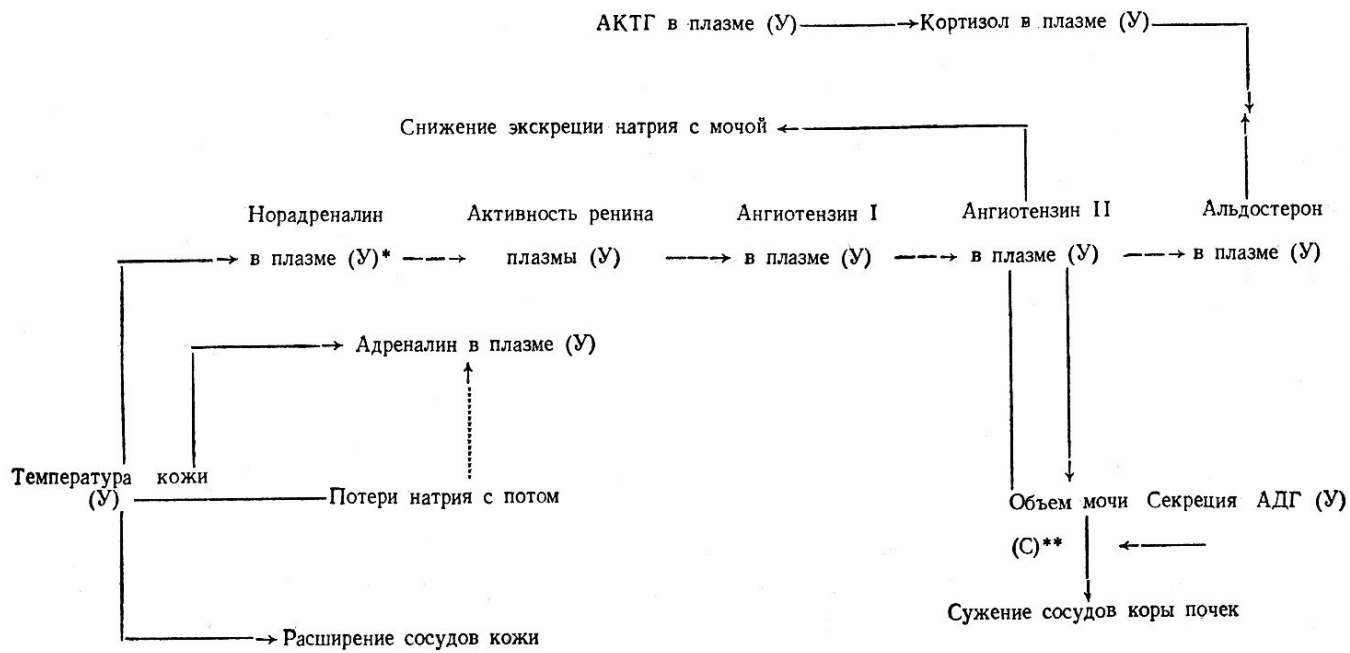 АКТГ в плазме (У) Кортизол в плазме (У)
Снижение экскреции натрия с мочой
Норадреналин Активность ренина Ангиотензин I Ангиотензин II Альдостерон
в плазме (У)* плазмы (У) в плазме (У) в плазме (У) в плазме (У)
Адреналин в плазме (У)
Температура кожи
(У) Потери натрия с потом Объем мочи Секреция АДГ (У)
(С)**
Сужение сосудов коры почек
Расширение сосудов кожи